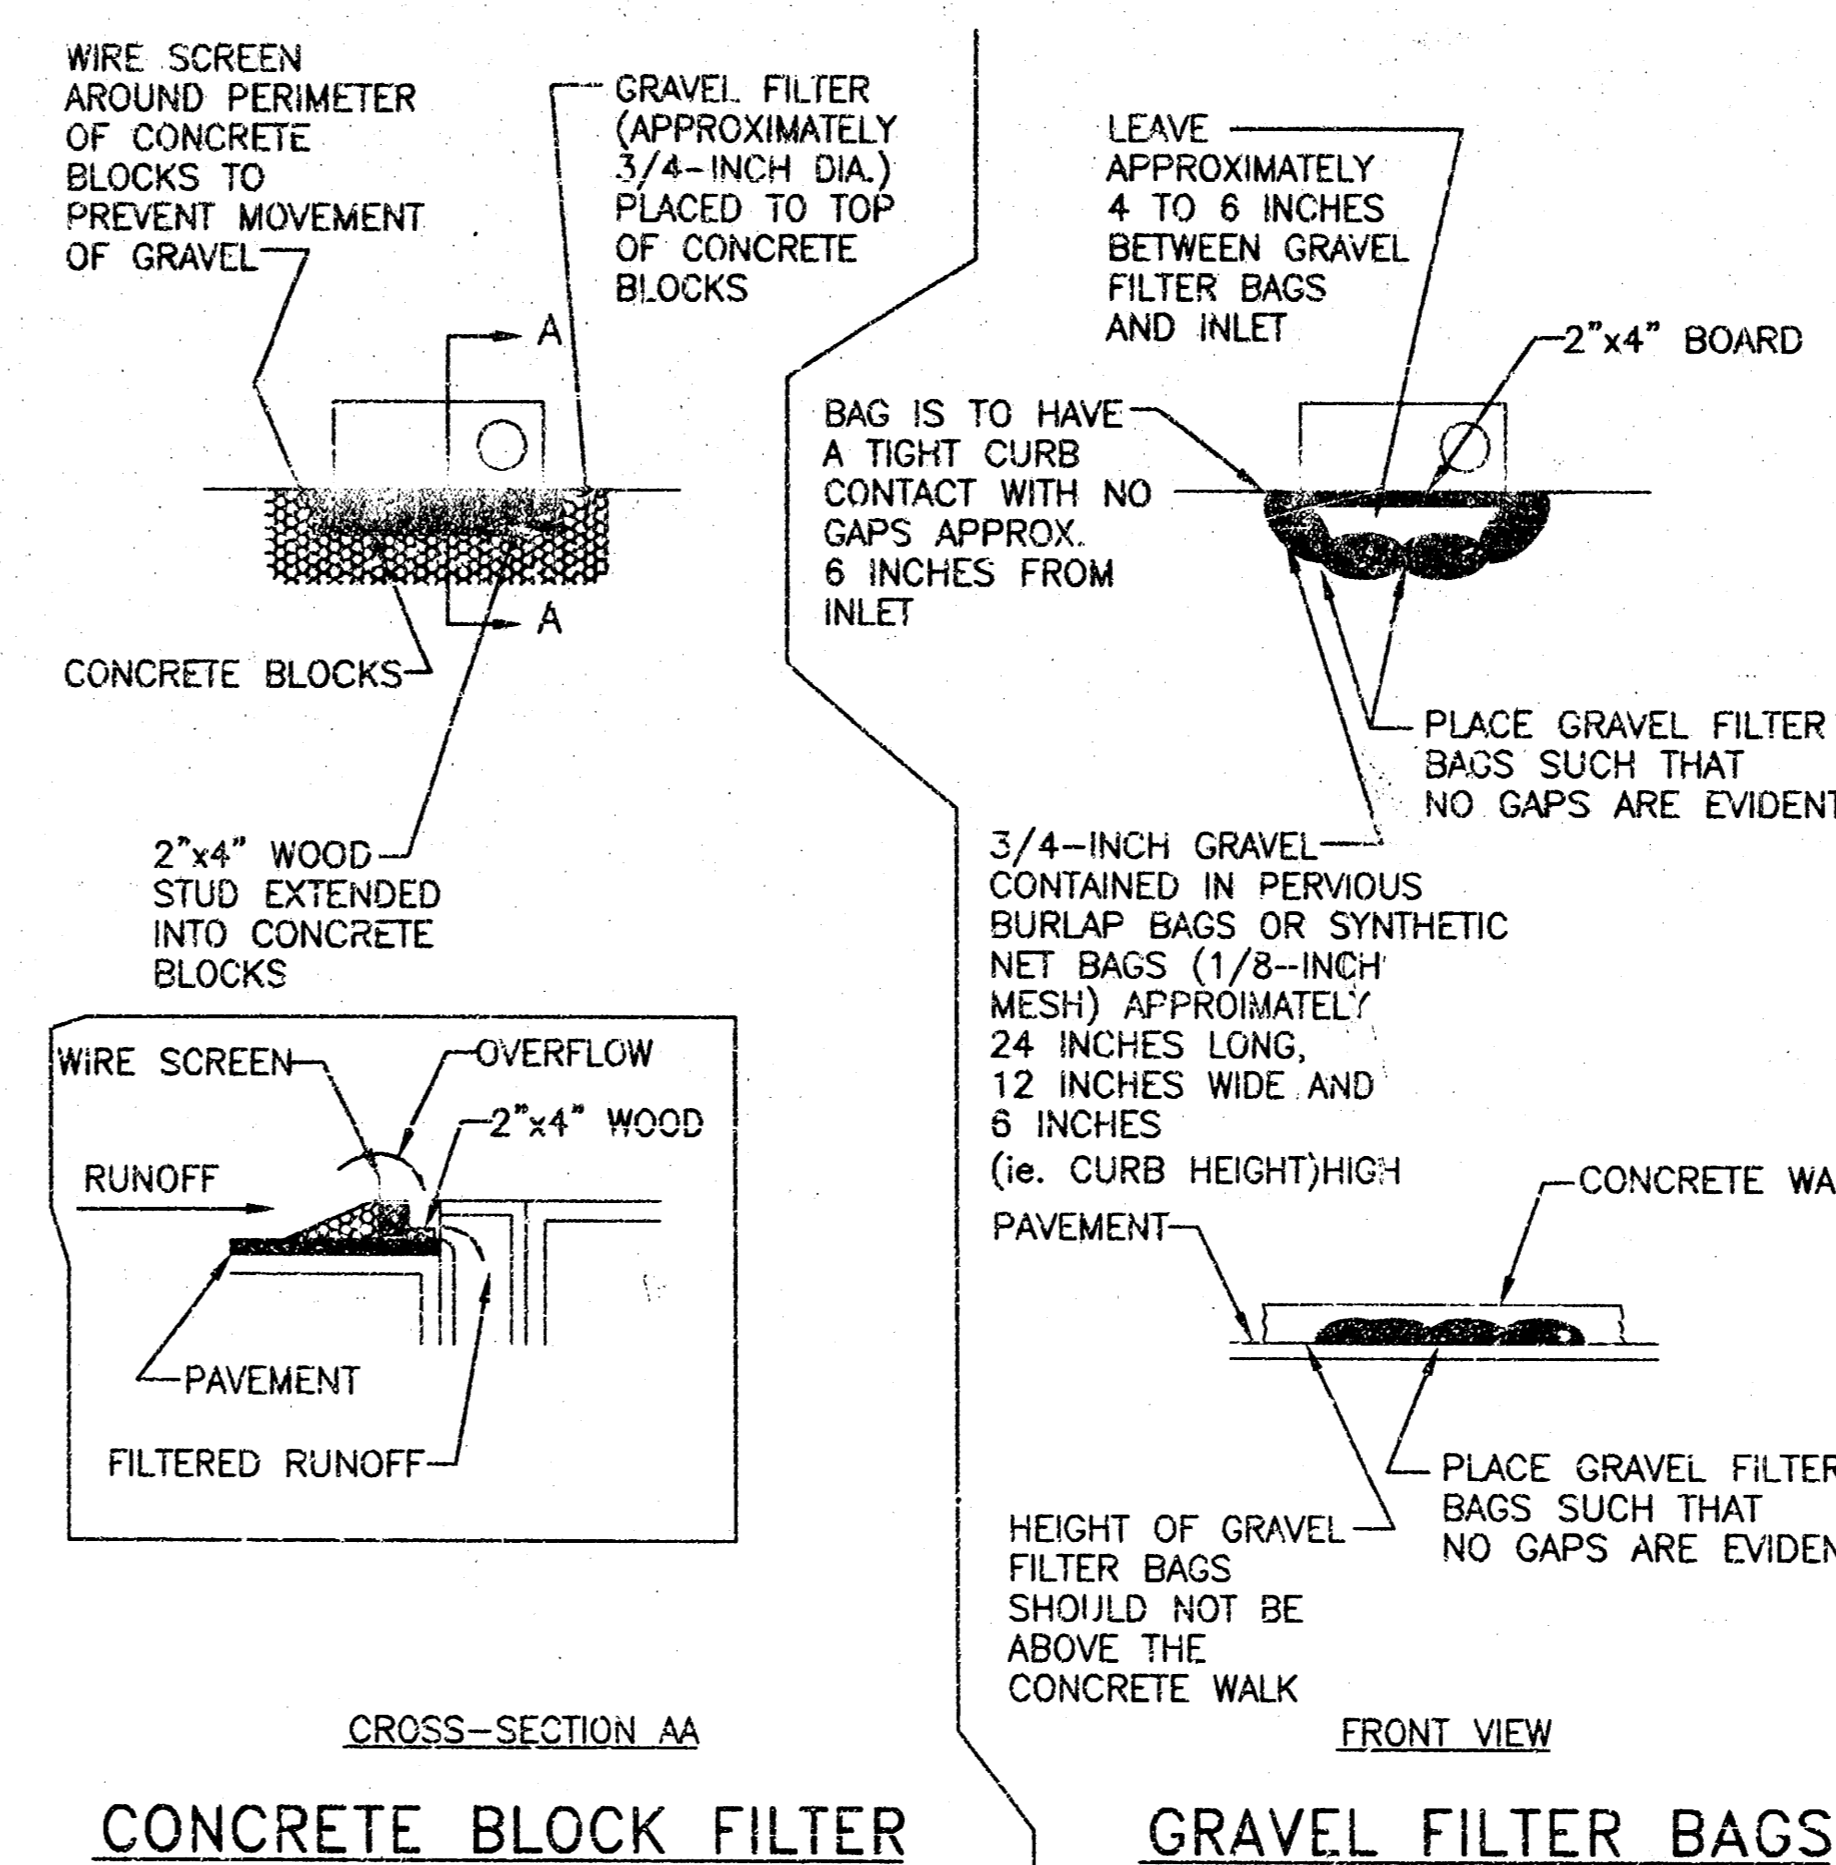 WIRE SCREEN
AROUND PERIMETER
OF CONCRETE
BLOCKS TO
PREVENT MOVEMENT
OF GRAVEL
GRAVEL FILTER
(APPROXIMATELY
3/4-INCH DIA.)
PLACED TO TOP
OF CONCRETE
BLOCKS
A
A
CONCRETE BLOCKS
2"x4" WOOD
STUD EXTENDED
INTO CONCRETE
BLOCKS
WIRE SCREEN
OVERFLOW
2"x4" WOOD
RUNOFF
PAVEMENT
FILTERED RUNOFF
CROSS-SECTION AA
CONCRETE BLOCK FILTER
LEAVE
APPROXIMATELY
4 TO 6 INCHES
BETWEEN GRAVEL
FILTER BAGS
AND INLET
2"x4" BOARD
BAG IS TO HAVE
A TIGHT CURB
CONTACT WITH NO
GAPS APPROX.
6 INCHES FROM
INLET
PLACE GRAVEL FILTER
BAGS SUCH THAT
NO GAPS ARE EVIDENT
3/4-INCH GRAVEL
CONTAINED IN PERVIOUS
BURLAP BAGS OR SYNTHETIC
NET BAGS (1/8-INCH
MESH) APPROIMATELY
24 INCHES LONG,
12 INCHES WIDE AND
6 INCHES
(ie. CURB HEIGHT)HIGH
CONCRETE WA
PAVEMENT
PLACE GRAVEL FILTER
BAGS SUCH THAT
NO GAPS ARE EVIDEN
HEIGHT OF GRAVEL
FILTER BAGS
SHOULD NOT BE
ABOVE THE
CONCRETE WALK
FRONT VIEW
GRAVEL FILTER BAGS